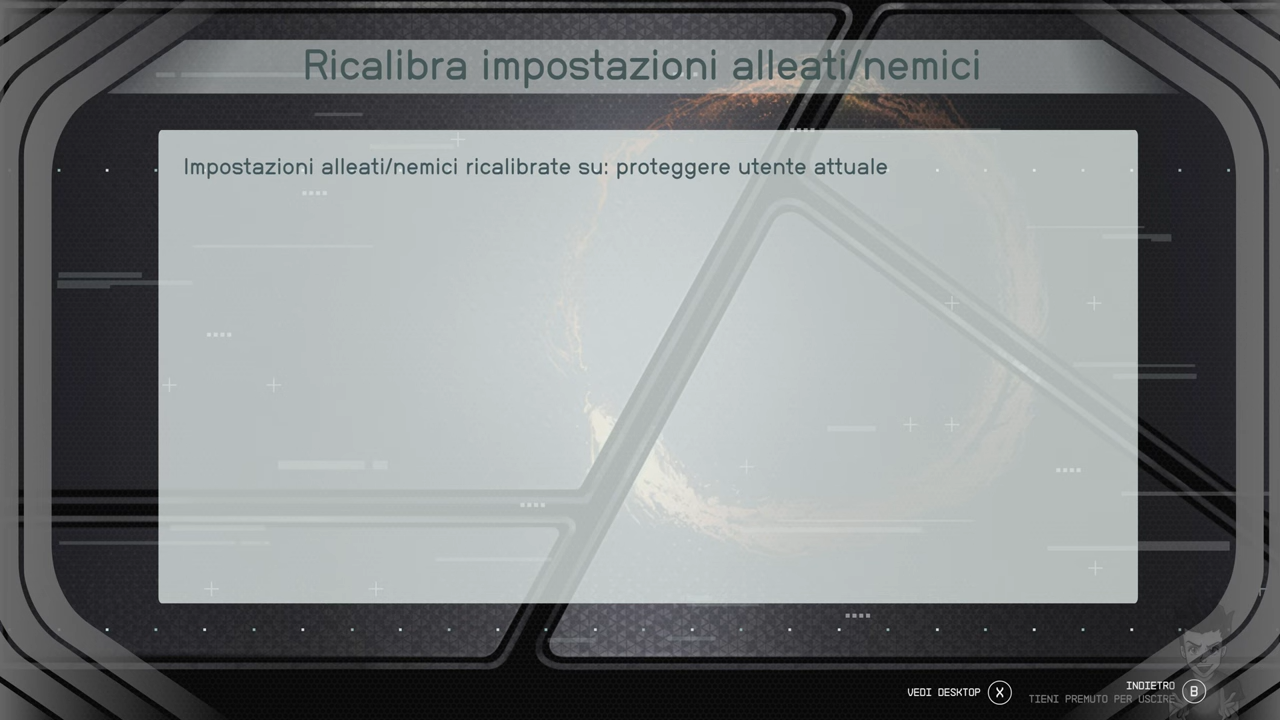 Ricalibra impostazioni alleati/nemici
Impostazioni alleati/nemici ricalibrate su: proteggere utente attuale
VEDI DESKTOP X
INDIETRO B
TIENI PREMUTO PER USCIRE